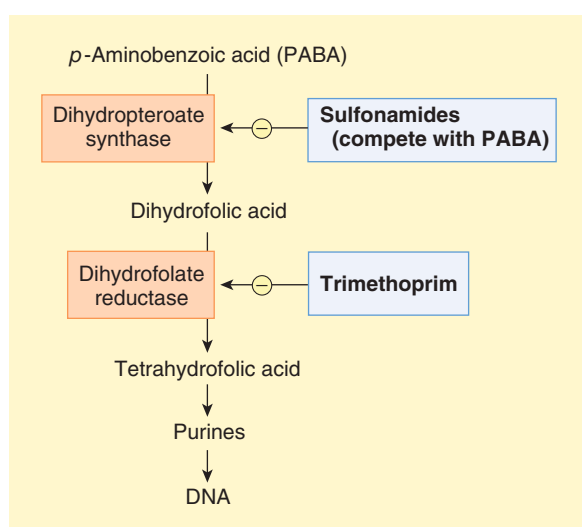 p-Aminobenzoic acid (PABA)
Dihydropteroate
synthase
−
Sulfonamides
(compete with PABA)
Dihydrofolic acid
Dihydrofolate
reductase
−
Trimethoprim
Tetrahydrofolic acid
Purines
DNA